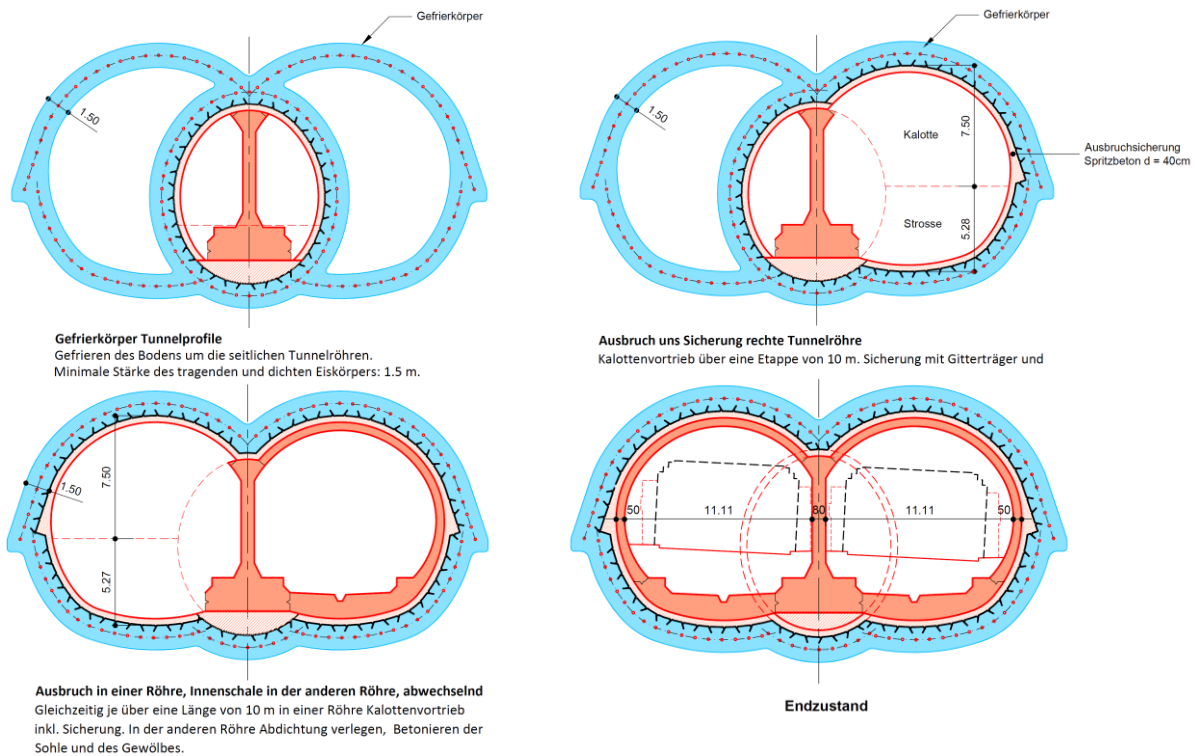 Gefrierkörper
1.50
Gefrierkörper Tunnelprofile
Gefrieren des Bodens um die seitlichen Tunnelröhren.
Minimale Stärke des tragenden und dichten Eiskörpers: 1.5 m.
Gefrierkörper
1.50
Kalotte
7.50
Ausbruchsicherung
Spritzbeton d = 40cm
Strosse
5.28
Ausbruch uns Sicherung rechte Tunnelröhre
Kalottenvortrieb über eine Etappe von 10 m. Sicherung mit Gitterträger und
1.50
7.50
5.27
Ausbruch in einer Röhre, Innenschale in der anderen Röhre, abwechselnd
Gleichzeitig je über eine Länge von 10 m in einer Röhre Kalottenvortrieb
inkl. Sicherung. In der anderen Röhre Abdichtung verlegen, Betonieren der
Sohle und des Gewölbes.
50 11.11 80 11.11 50
Endzustand